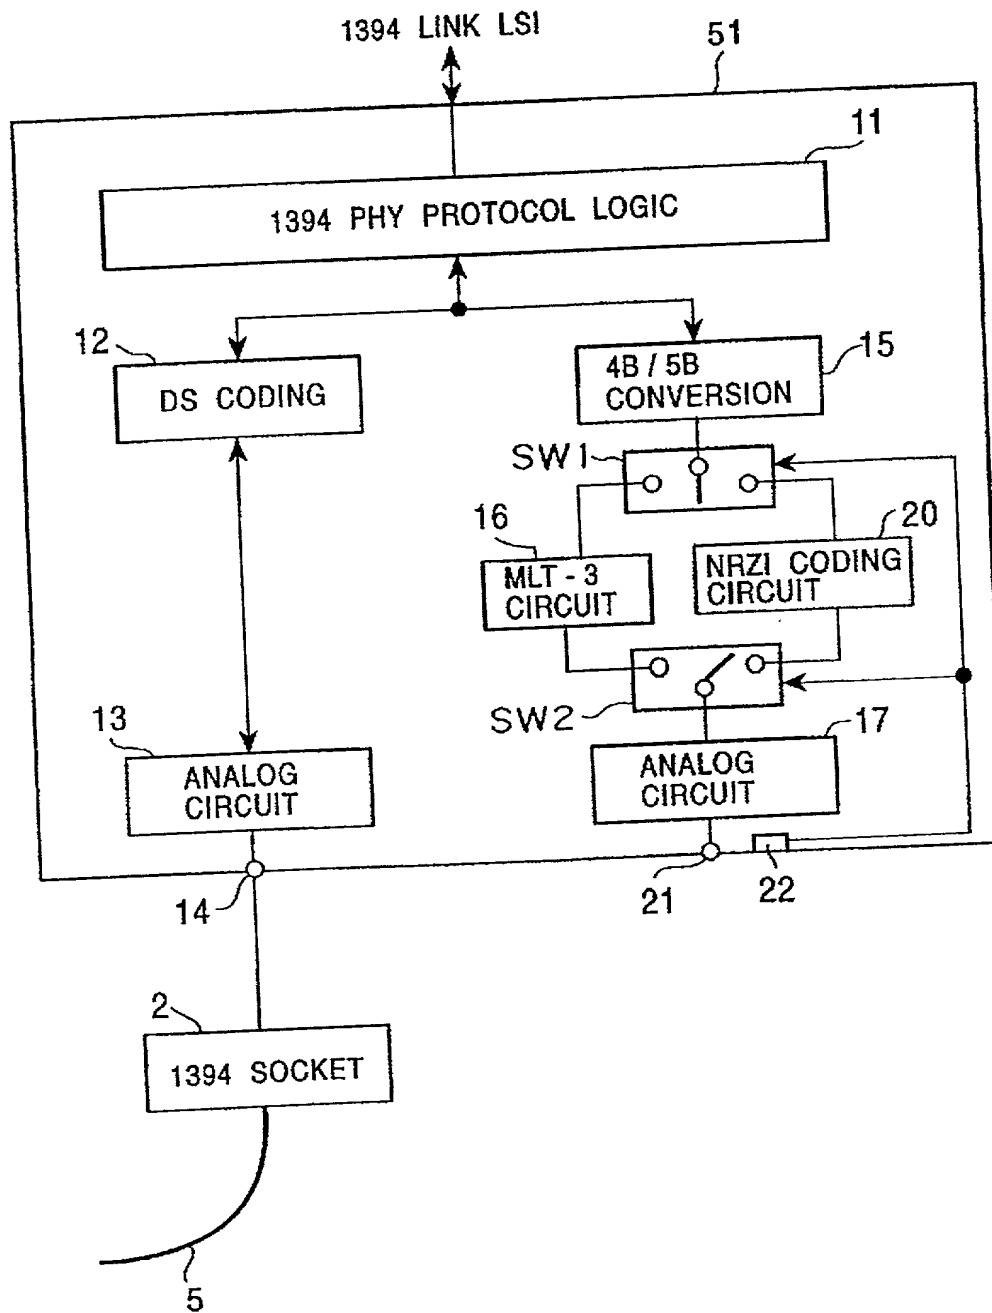 1394 LINK LSI
51
11
1394 PHY PROTOCOL LOGIC
12
DS CODING
4B / 5B
CONVERSION
15
SW1
16
MLT - 3
CIRCUIT
20
NRZI CODING
CIRCUIT
SW2
13
ANALOG
CIRCUIT
17
ANALOG
CIRCUIT
14
21
22
2
1394 SOCKET
5